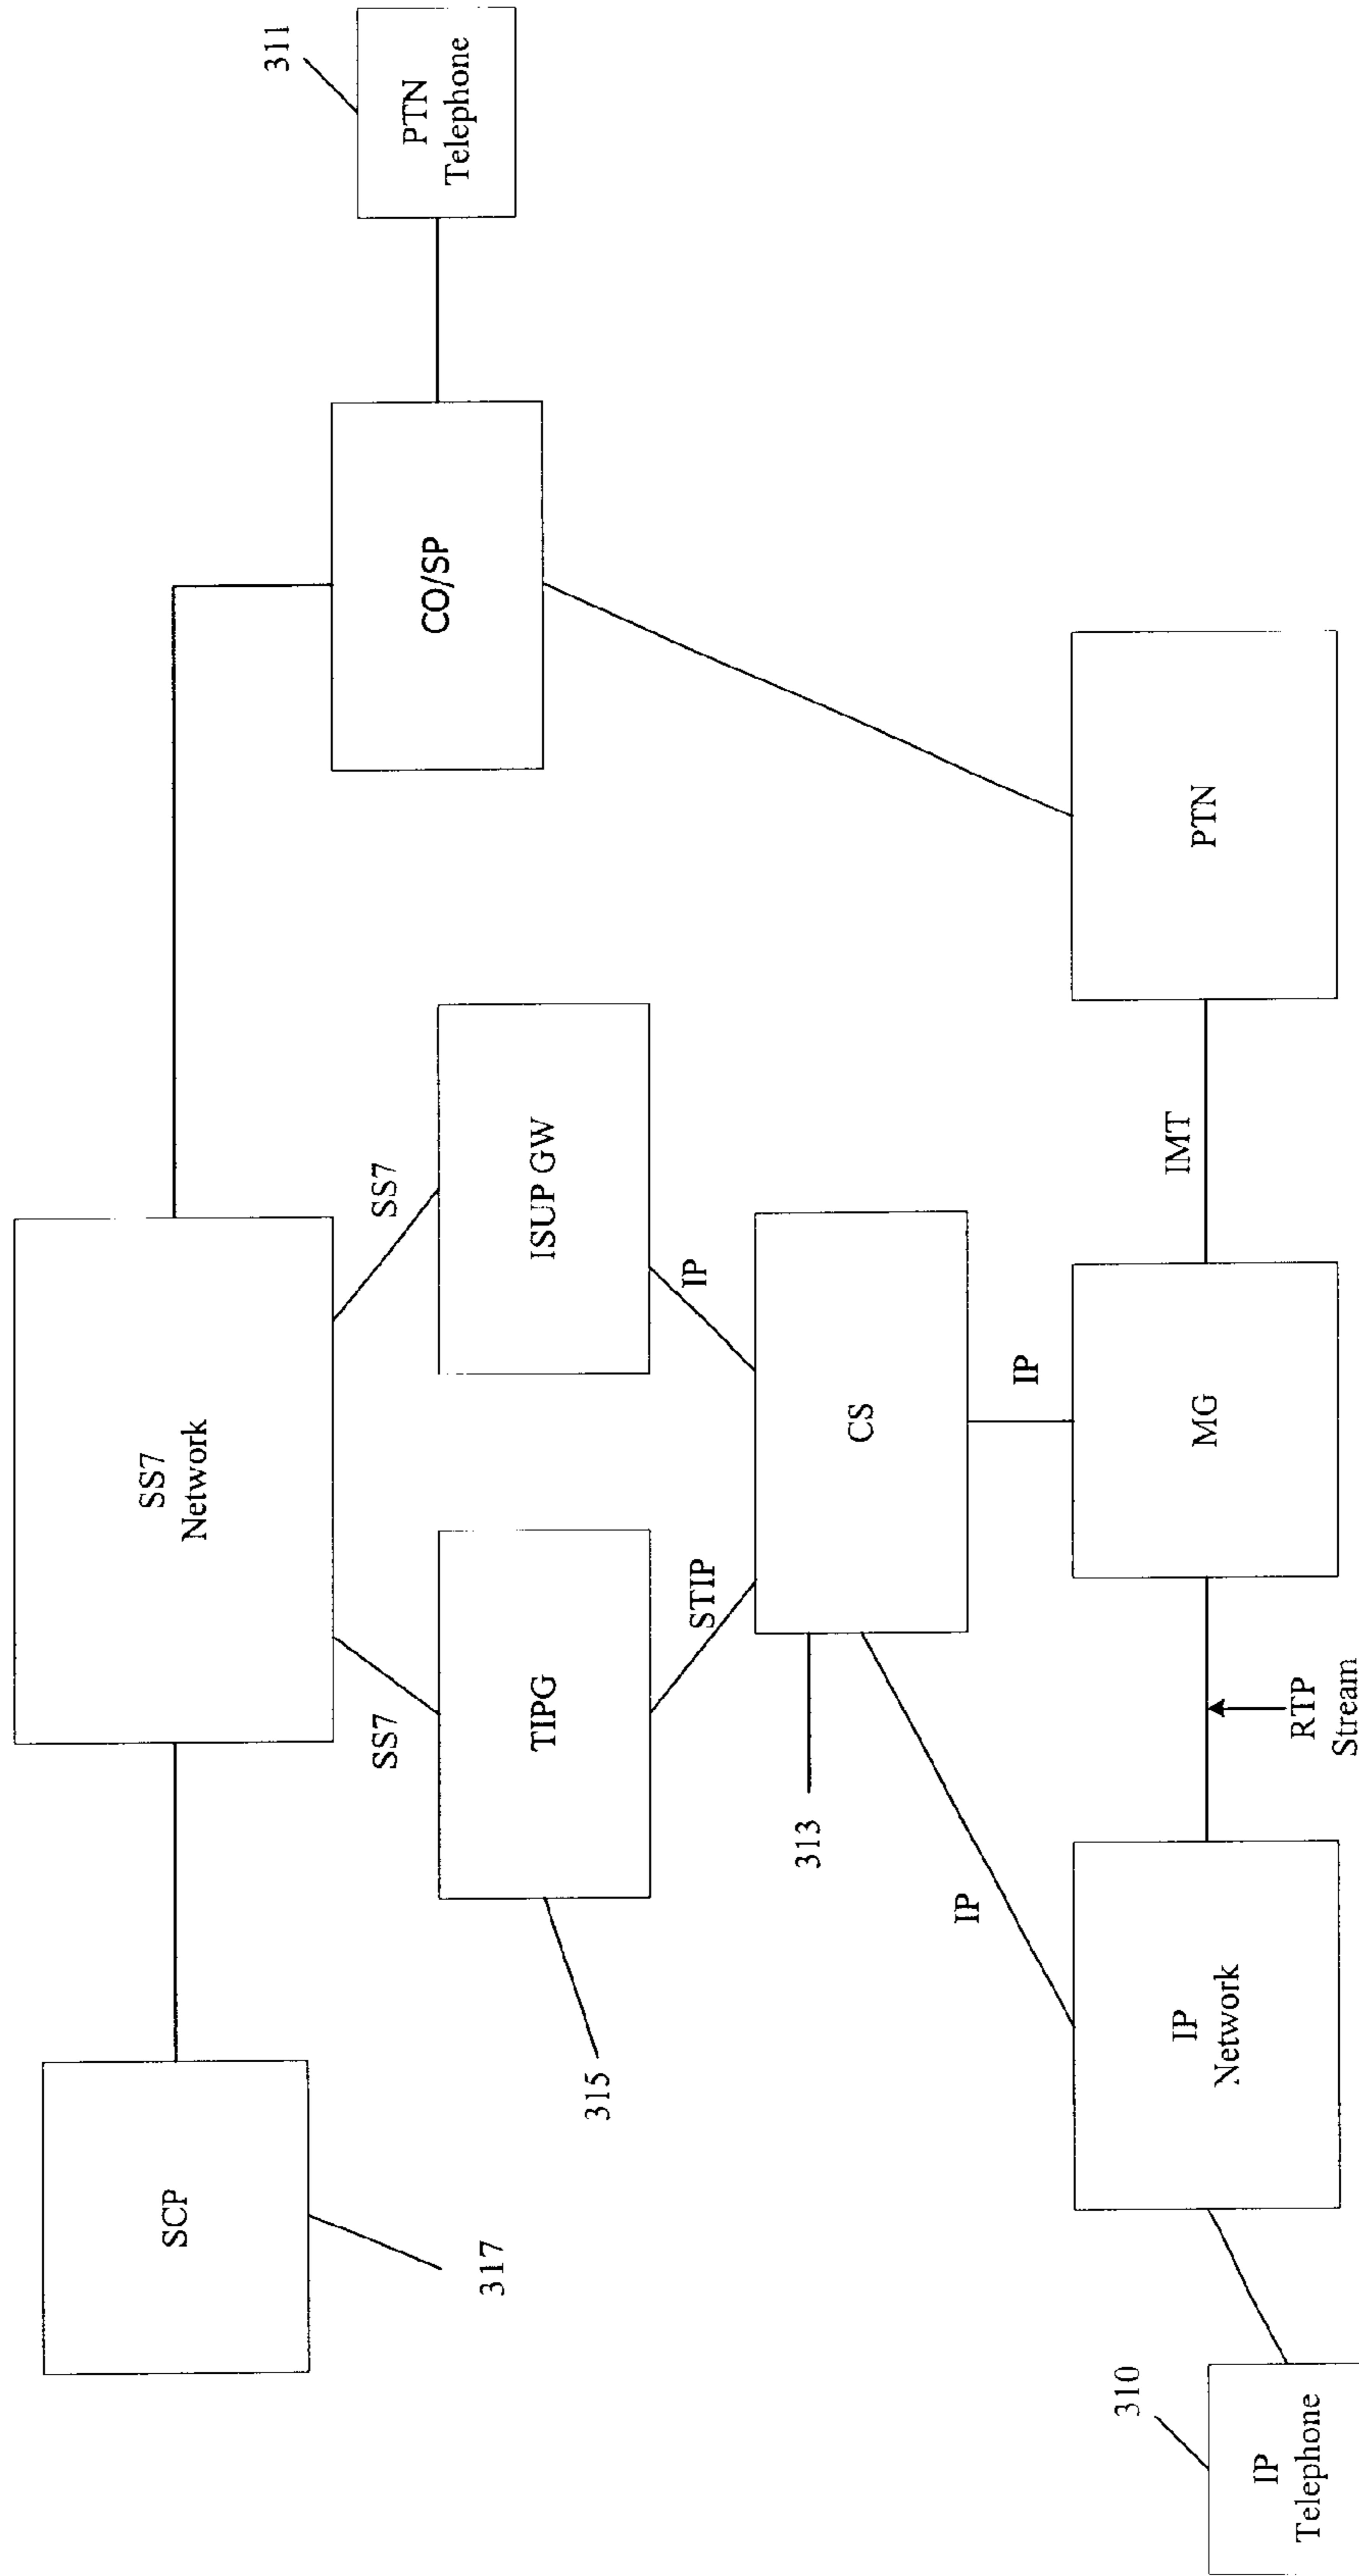 SCP
317
SS7
Network
311
PTN
Telephone
CO/SP
SS7
SS7
315
TIPG
ISUP GW
STIP
IP
313
CS
IP
IP
310
IP
Telephone
IP
Network
RTP
Stream
MG
IMT
PTN